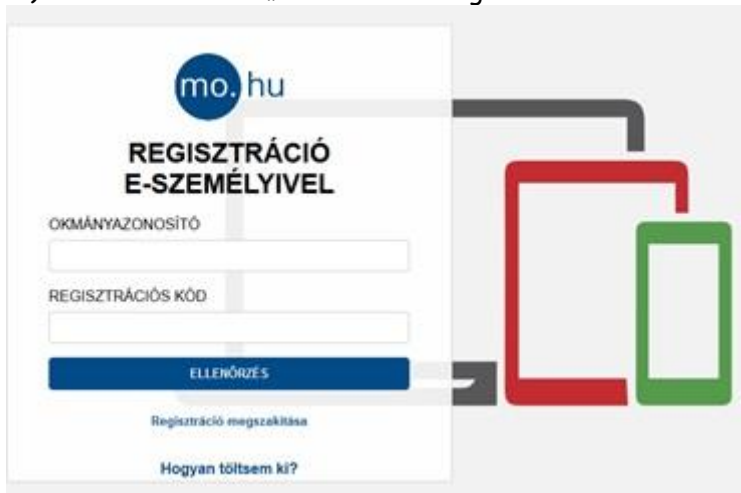 mo.hu
REGISZTRÁCIÓ
E-SZEMÉLYIVEL
OKMÁNYAZONOSÍTÓ
REGISZTRÁCIÓS KÓD
ELLENŐRZÉS
Regisztráció megszakítása
Hogyan töltsem ki?